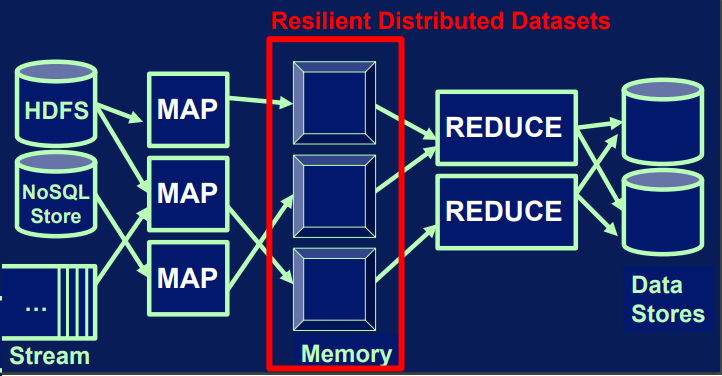 Resilient Distributed Datasets
HDFS
NoSQL
Store
...
Stream
MAP
MAP
MAP
Memory
REDUCE
REDUCE
Data
Stores